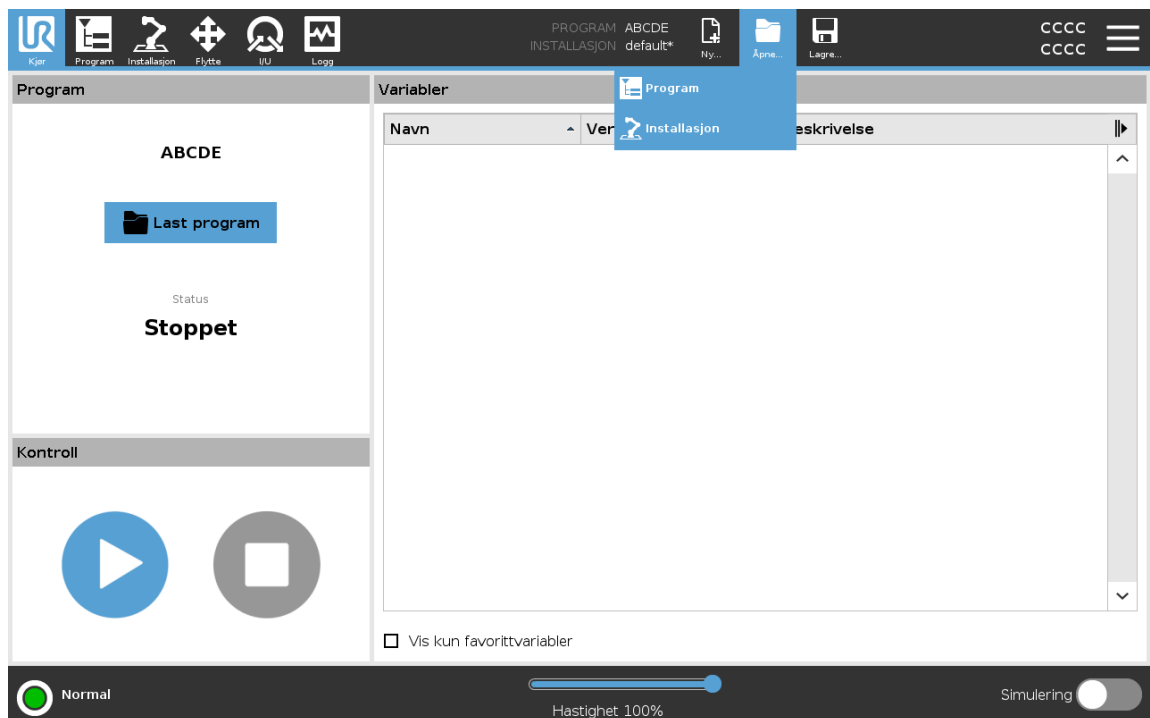 PROGRAM ABCDE
INSTALLASJON default*
CCCC
CCCC
Kjør Program Installasjon Flytte I/U Logg Ny... Åpne... Lagre...
Program
Installasjon
Program
ABCDE
Last program
Status
Stoppet
Variabler
Navn Ver eskrivelse
Vis kun favorittvariabler
Kontroll
Normal
Hastighet 100%
Simulering